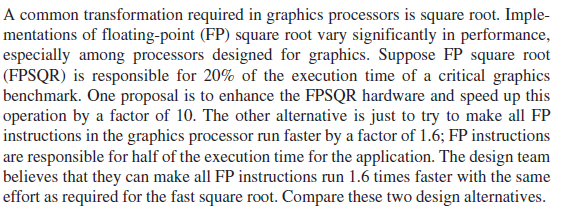 A common transformation required in graphics processors is square root. Imple-
mentations of floating-point (FP) square root vary significantly in performance,
especially among processors designed for graphics. Suppose FP square root
(FPSQR) is responsible for 20% of the execution time of a critical graphics
benchmark. One proposal is to enhance the FPSQR hardware and speed up this
operation by a factor of 10. The other alternative is just to try to make all FP
instructions in the graphics processor run faster by a factor of 1.6; FP instructions
are responsible for half of the execution time for the application. The design team
believes that they can make all FP instructions run 1.6 times faster with the same
effort as required for the fast square root. Compare these two design alternatives.